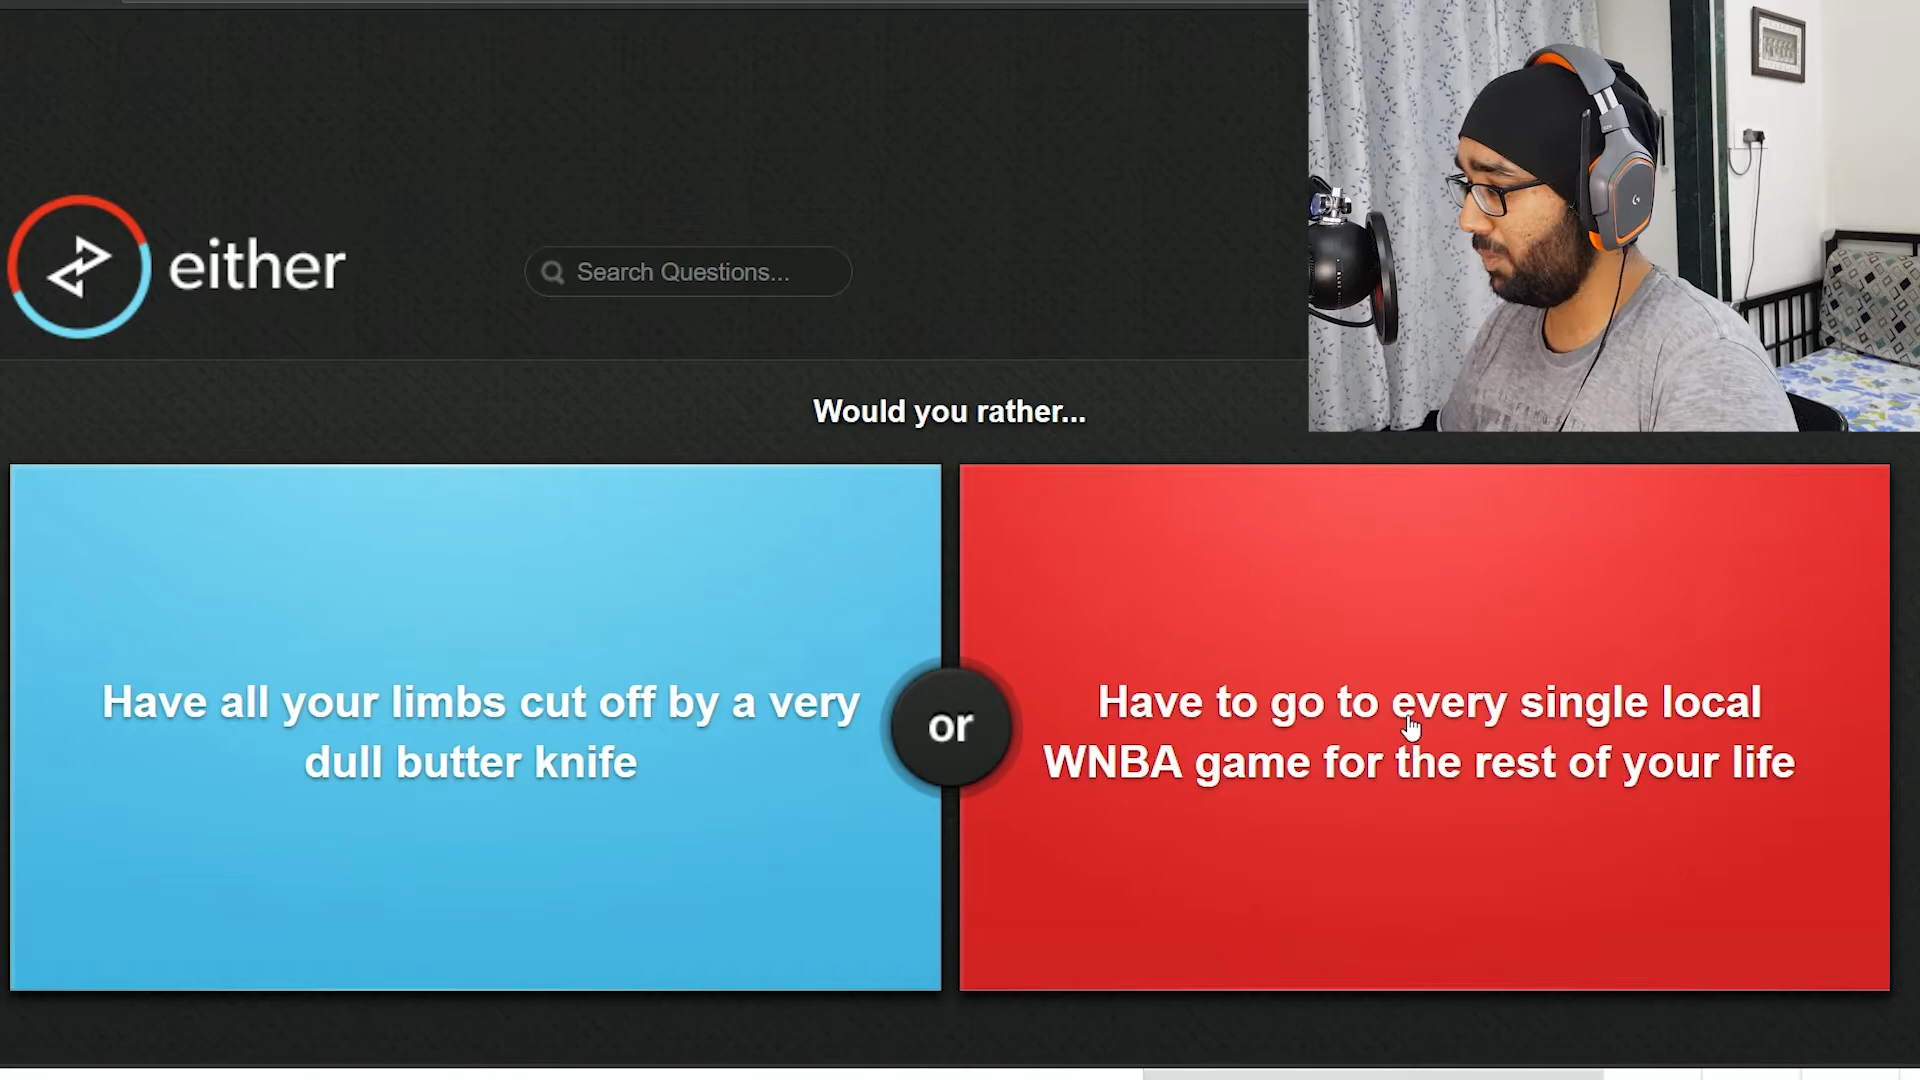 either
Search Questions...
Would you rather...
Have all your limbs cut off by a very
dull butter knife
or
Have to go to every single local
WNBA game for the rest of your life